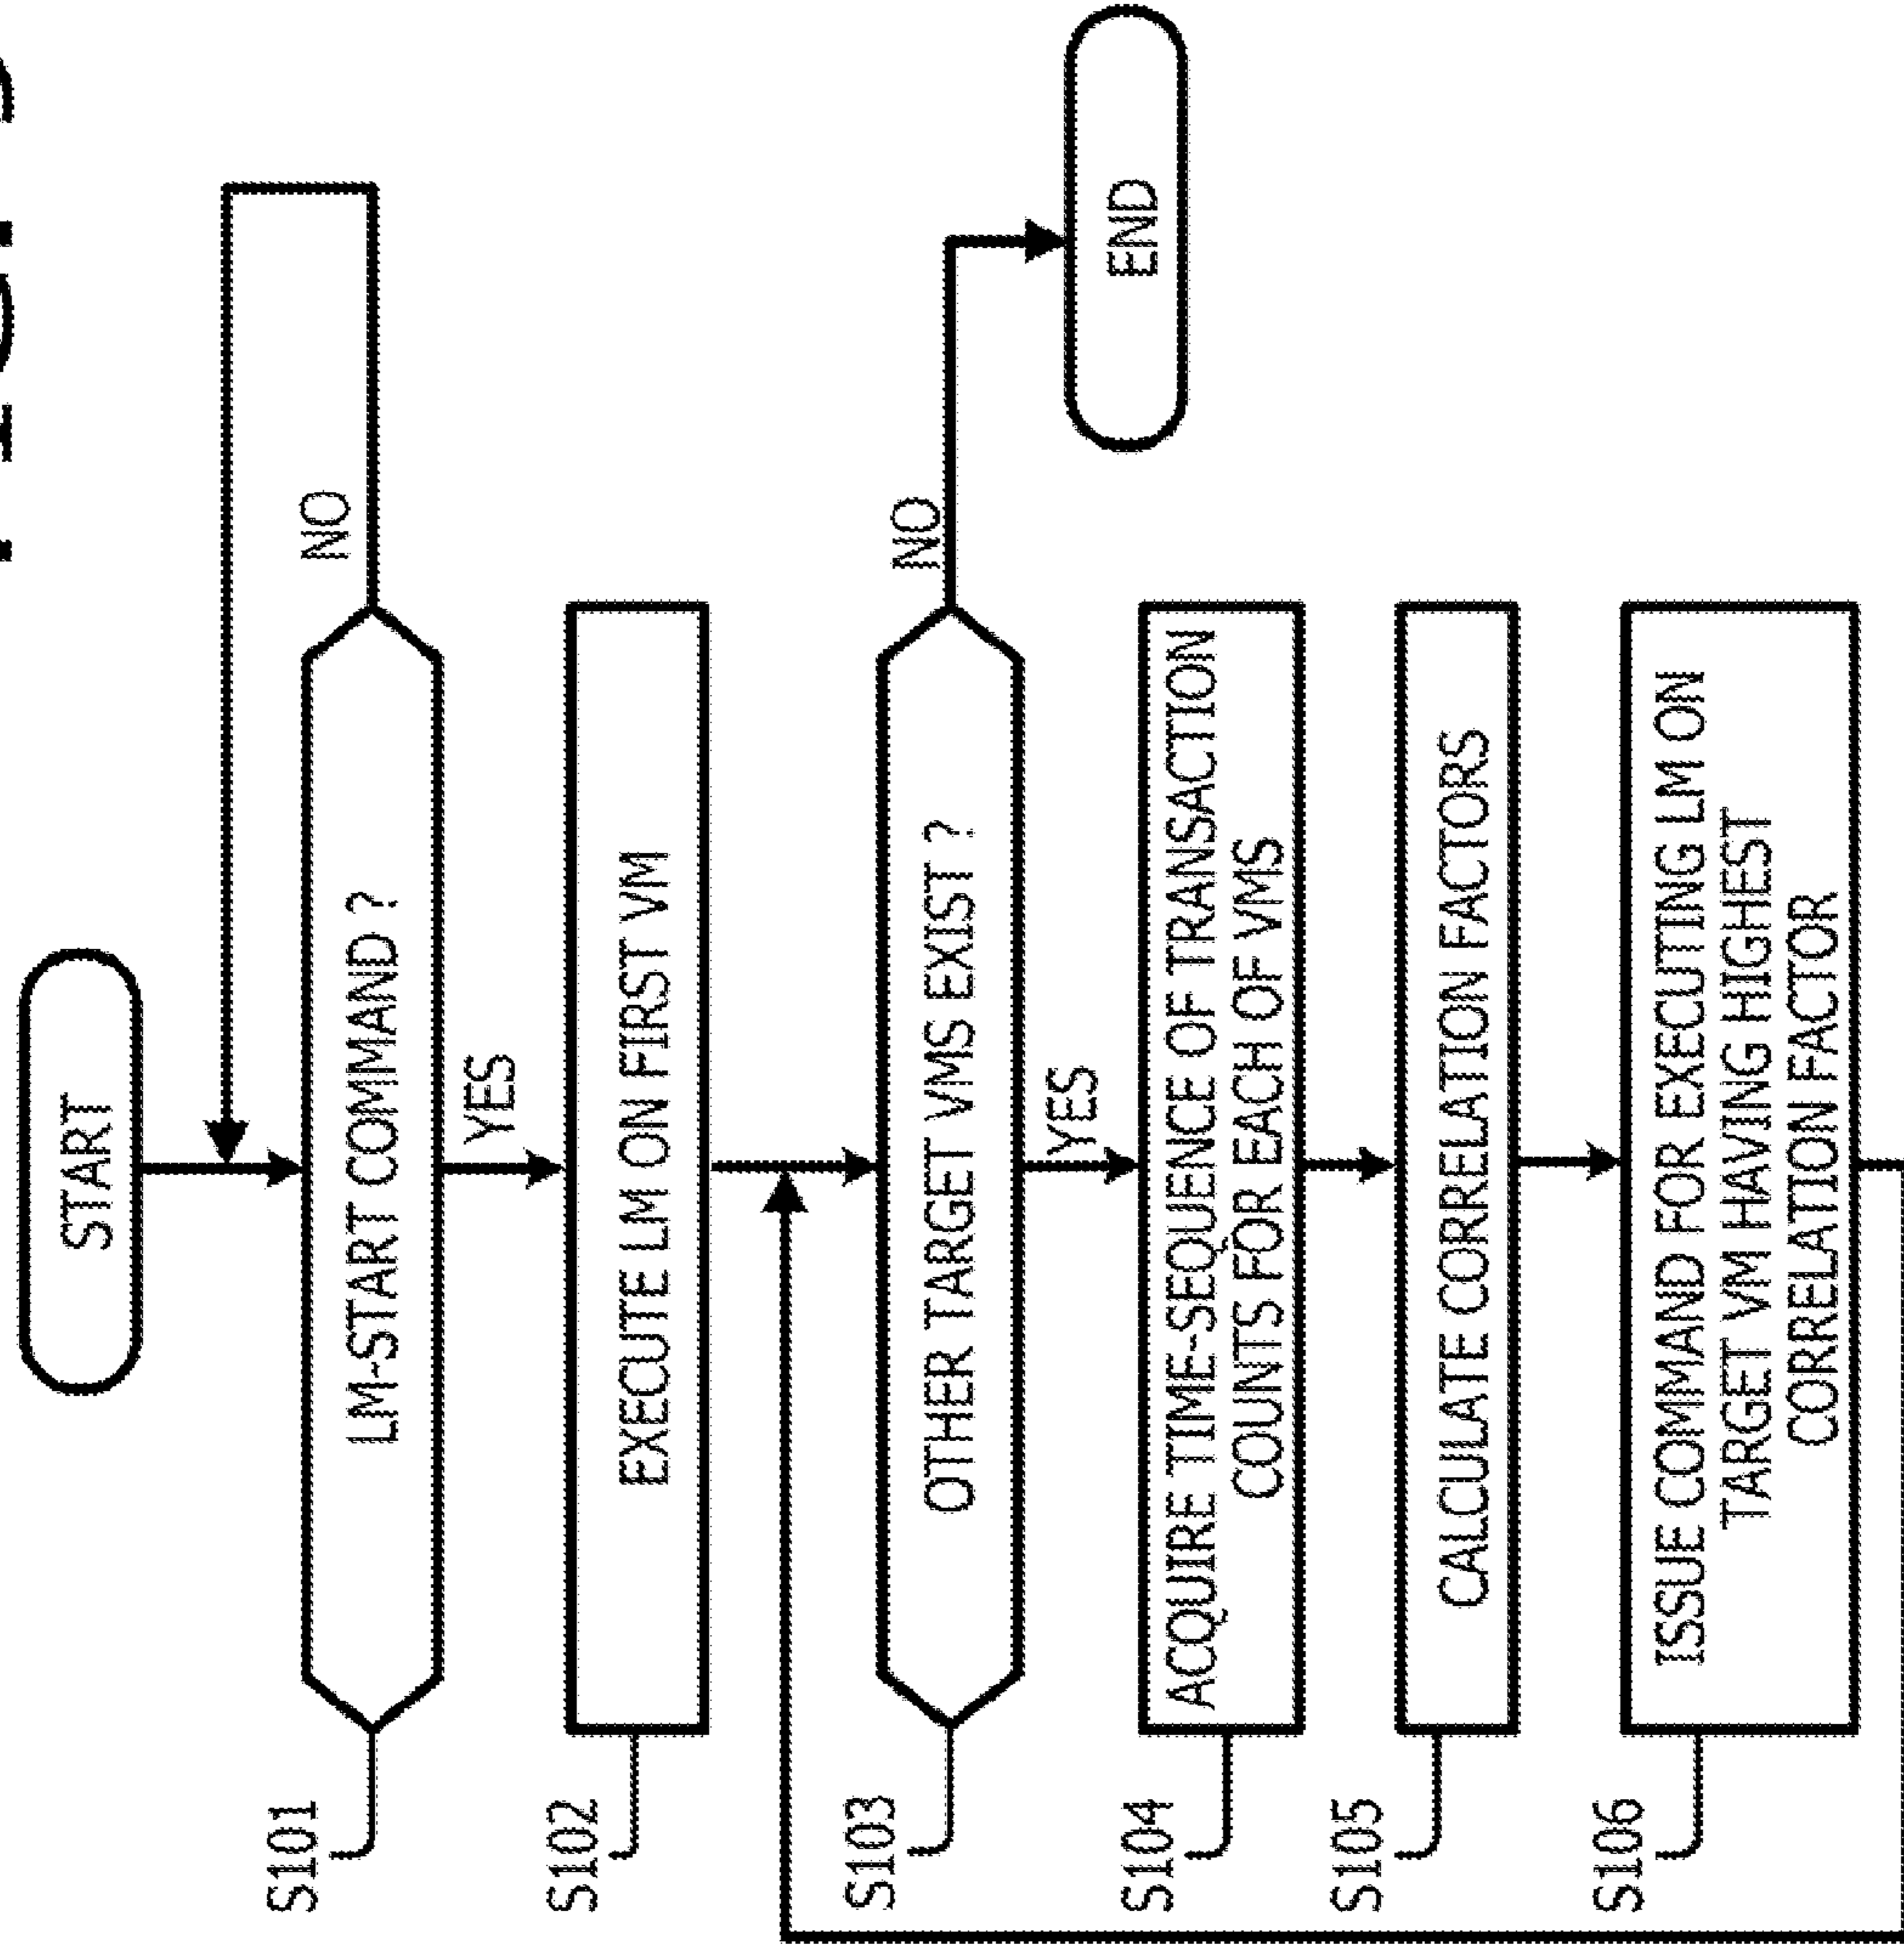 START
S101
LM-START COMMAND ?
NO
YES
S102
EXECUTE LM ON FIRST VM
S103
OTHER TARGET VMS EXIST ?
NO
END
YES
S104
ACQUIRE TIME-SEQUENCE OF TRANSACTION
COUNTS FOR EACH OF VMS
S105
CALCULATE CORRELATION FACTORS
S106
ISSUE COMMAND FOR EXECUTING LM ON
TARGET VM HAVING HIGHEST
CORRELATION FACTOR